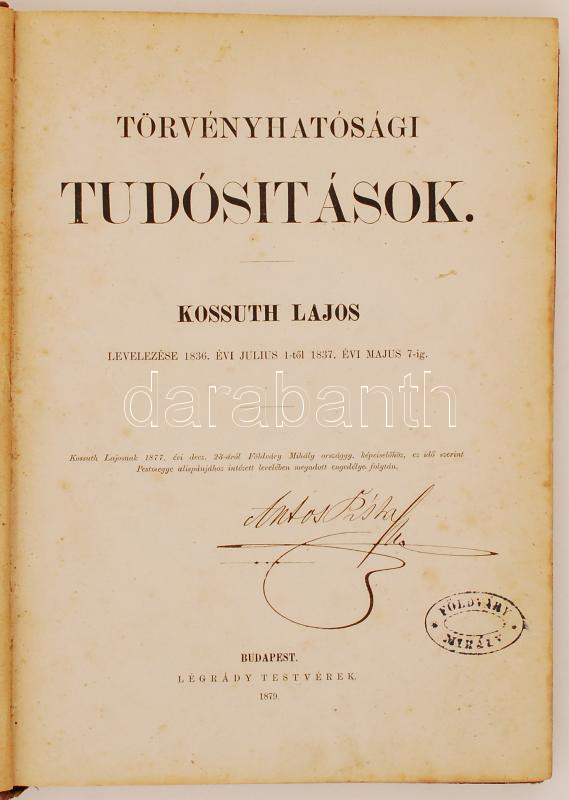 TÖRVÉNYHATÓSÁGI
TUDÓSITÁSOK.
KOSSUTH LAJOS
LEVELEZÉSE 1836. ÉVI JULIUS 1-től 1837. ÉVI MAJUS 7-ig.
darabanth
Kossuth Lajosnak 1877. évi decz. 23-áról Földváry Mihály országgy. képviselőhöz, ez idő szerint
Pestmegye alispánjához intézett levelében megadott engedélye folytán.
Antos
BUDAPEST.
LÉGRÁDY TESTVÉREK.
1879.
FÖLDVÁRY